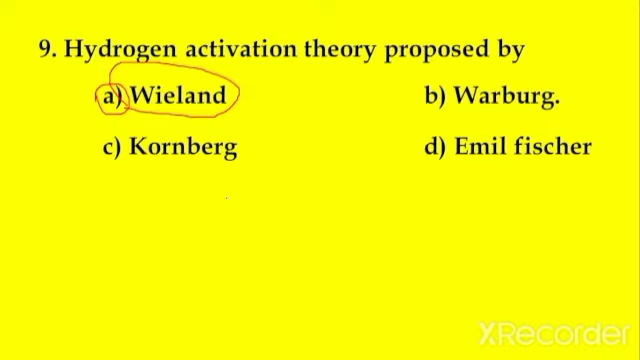 9. Hydrogen activation theory proposed by
a) Wieland b) Warburg.
c) Kornberg d) Emil fischer
XRecorder